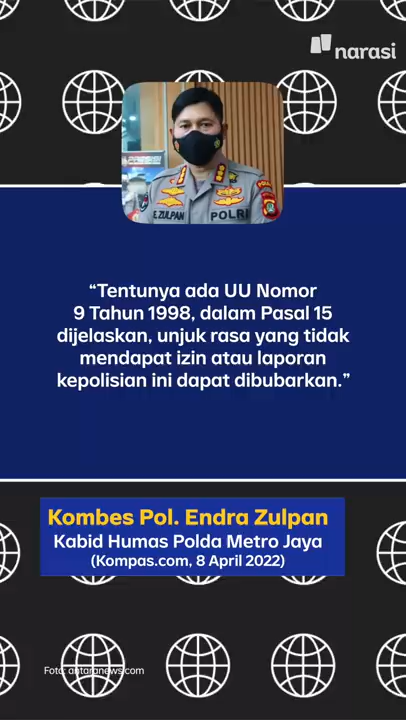 narasi
E. ZULPAN
POLRI
“Tentunya ada UU Nomor
9 Tahun 1998, dalam Pasal 15
dijelaskan, unjuk rasa yang tidak
mendapat izin atau laporan
kepolisian ini dapat dibubarkan.”
Kombes Pol. Endra Zulpan
Kabid Humas Polda Metro Jaya
(Kompas.com, 8 April 2022)
Foto: antaranews.com